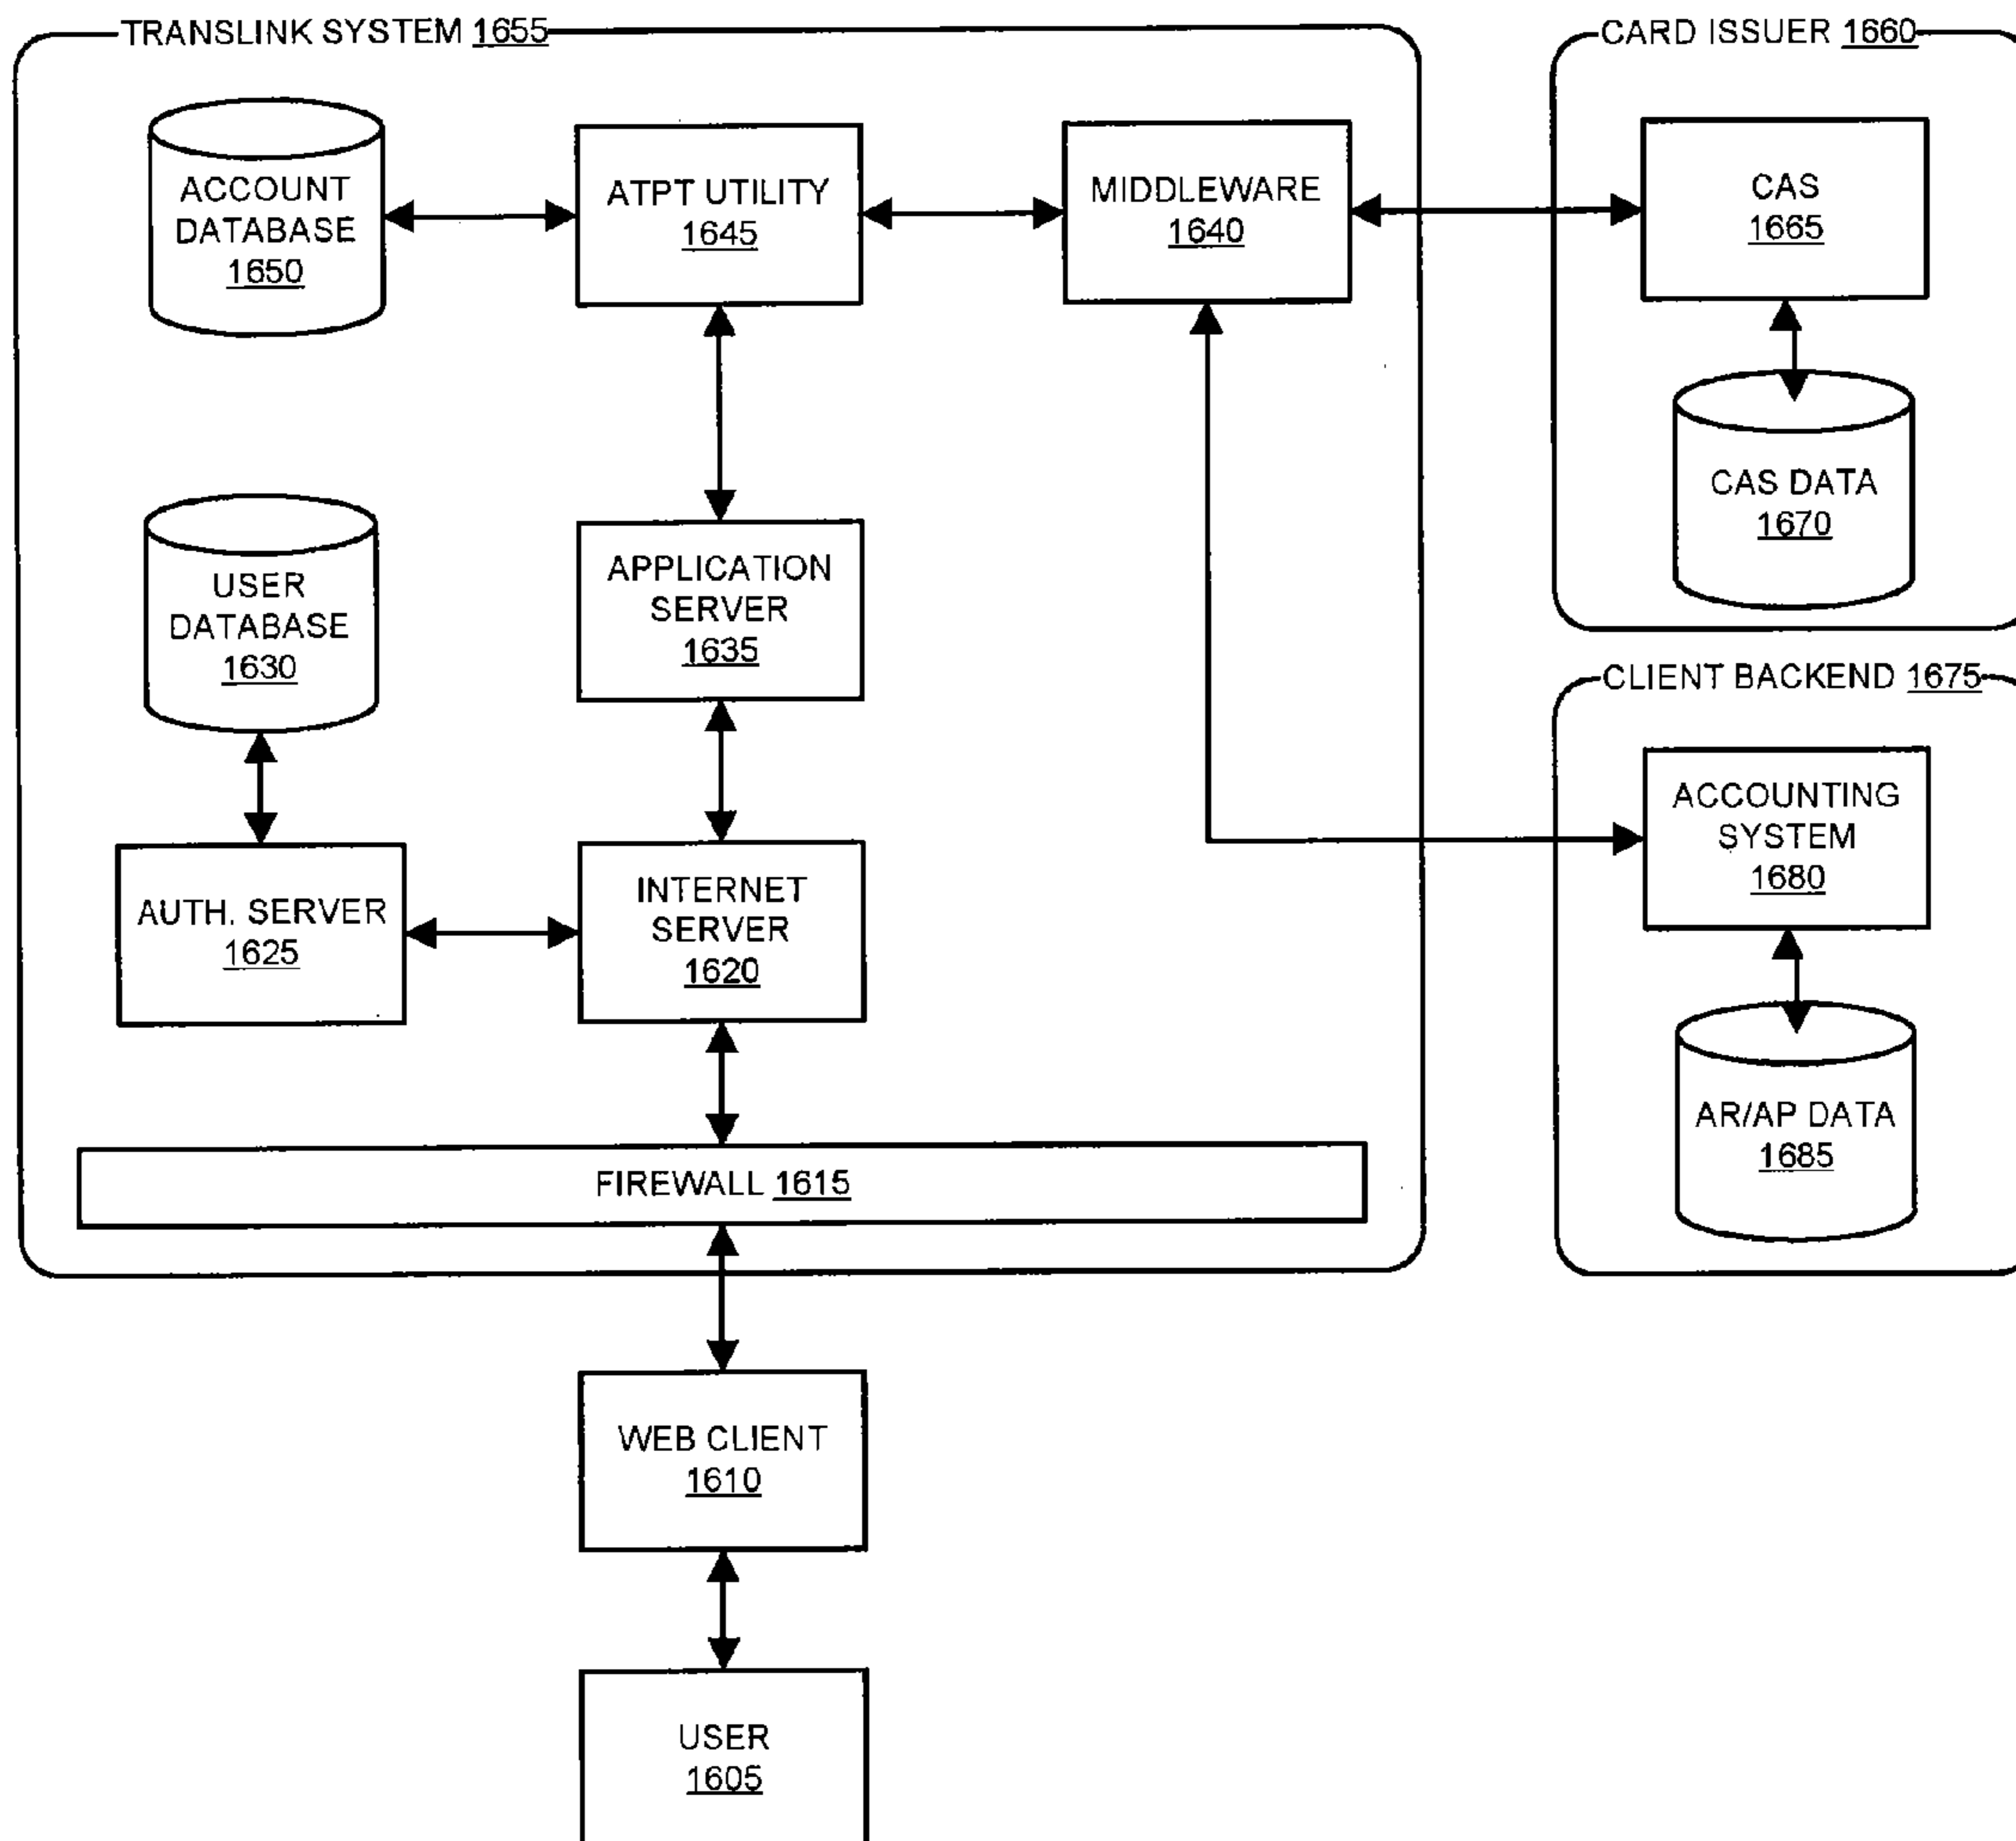 TRANSLINK SYSTEM 1655
CARD ISSUER 1660
ACCOUNT
DATABASE
1650
ATPT UTILITY
1645
MIDDLEWARE
1640
CAS
1665
CAS DATA
1670
USER
DATABASE
1630
APPLICATION
SERVER
1635
CLIENT BACKEND 1675
ACCOUNTING
SYSTEM
1680
AUTH. SERVER
1625
INTERNET
SERVER
1620
AR/AP DATA
1685
FIREWALL 1615
WEB CLIENT
1610
USER
1605